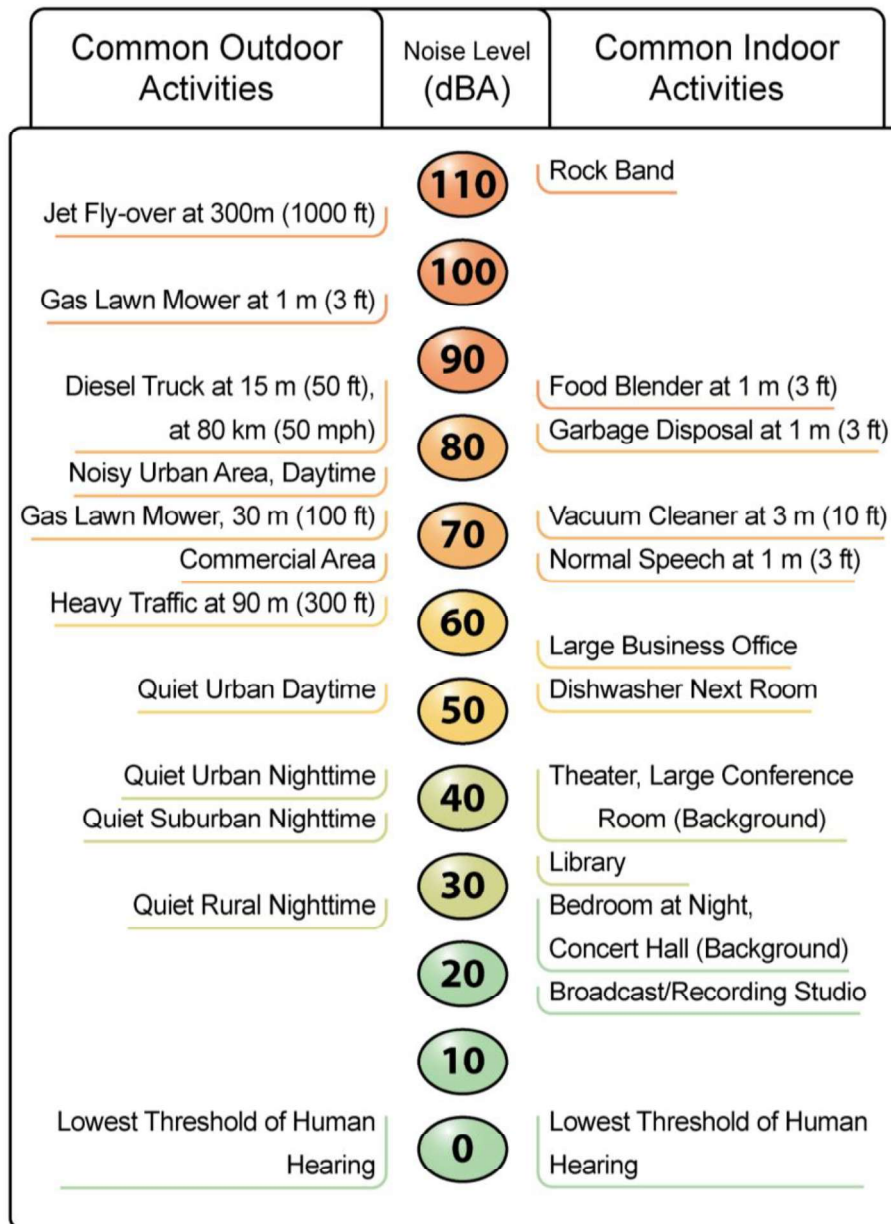 Common Outdoor
Activities
Noise Level
(dBA)
Common Indoor
Activities
110
Rock Band
Jet Fly-over at 300m (1000 ft)
100
Gas Lawn Mower at 1 m (3 ft)
90
Diesel Truck at 15 m (50 ft),
Food Blender at 1 m (3 ft)
at 80 km (50 mph)
80
Garbage Disposal at 1 m (3 ft)
Noisy Urban Area, Daytime
Gas Lawn Mower, 30 m (100 ft)
70
Vacuum Cleaner at 3 m (10 ft)
Commercial Area
Normal Speech at 1 m (3 ft)
Heavy Traffic at 90 m (300 ft)
60
Large Business Office
Quiet Urban Daytime
50
Dishwasher Next Room
Quiet Urban Nighttime
40
Theater, Large Conference
Quiet Suburban Nighttime
Room (Background)
30
Library
Quiet Rural Nighttime
Bedroom at Night,
Concert Hall (Background)
20
Broadcast/Recording Studio
10
Lowest Threshold of Human
Hearing
0
Lowest Threshold of Human
Hearing